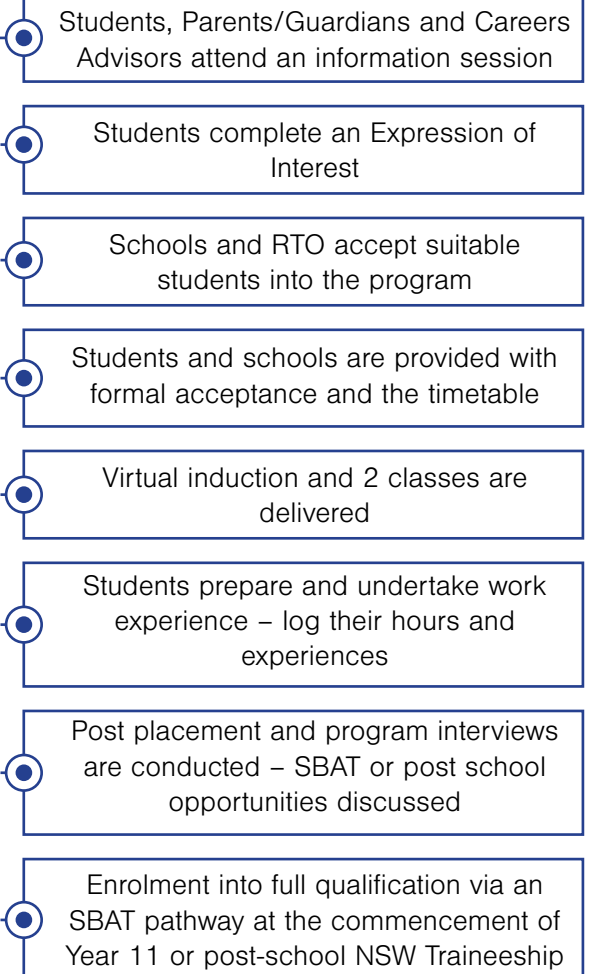 Students, Parents/Guardians and Careers
Advisors attend an information session
Students complete an Expression of
Interest
Schools and RTO accept suitable
students into the program
Students and schools are provided with
formal acceptance and the timetable
Virtual induction and 2 classes are
delivered
Students prepare and undertake work
experience – log their hours and
experiences
Post placement and program interviews
are conducted – SBAT or post school
opportunities discussed
Enrolment into full qualification via an
SBAT pathway at the commencement of
Year 11 or post-school NSW Traineeship